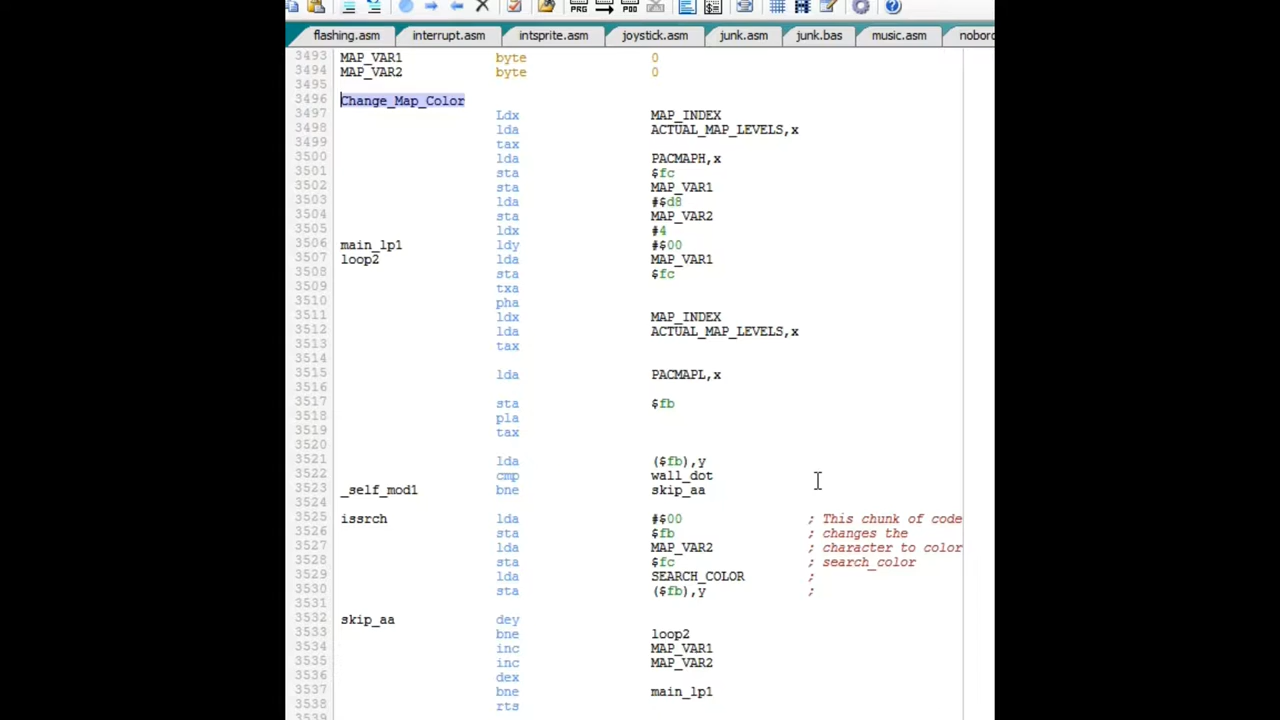 PRG
POO
flashing.asm interrupt.asm intsprite.asm joystick.asm junk.asm junk.bas music.asm nobord
3493 MAP_VAR1 byte 0
3494 MAP_VAR2 byte 0
3495
3496 Change_Map_Color
3497 Ldx MAP_INDEX
3498 lda ACTUAL_MAP_LEVELS,x
3499 tax
3500 lda PACMAPH,x
3501 sta $fc
3502 sta MAP_VAR1
3503 lda #$d8
3504 sta MAP_VAR2
3505 ldx #4
3506 main_lp1 ldy #$00
3507 loop2 lda MAP_VAR1
3508 sta $fc
3509 txa
3510 pha
3511 ldx MAP_INDEX
3512 lda ACTUAL_MAP_LEVELS,x
3513 tax
3514
3515 lda PACMAPL,x
3516
3517 sta $fb
3518 pla
3519 tax
3520
3521 lda ($fb),y
3522 cmp wall_dot
3523 _self_mod1 bne skip_aa
3524
3525 issrch lda #$00 ; This chunk of code
3526 sta $fb ; changes the
3527 lda MAP_VAR2 ; character to color
3528 sta $fc ; search_color
3529 lda SEARCH_COLOR ;
3530 sta ($fb),y ;
3531
3532 skip_aa dey
3533 bne loop2
3534 inc MAP_VAR1
3535 inc MAP_VAR2
3536 dex
3537 bne main_lp1
3538 rts
3539